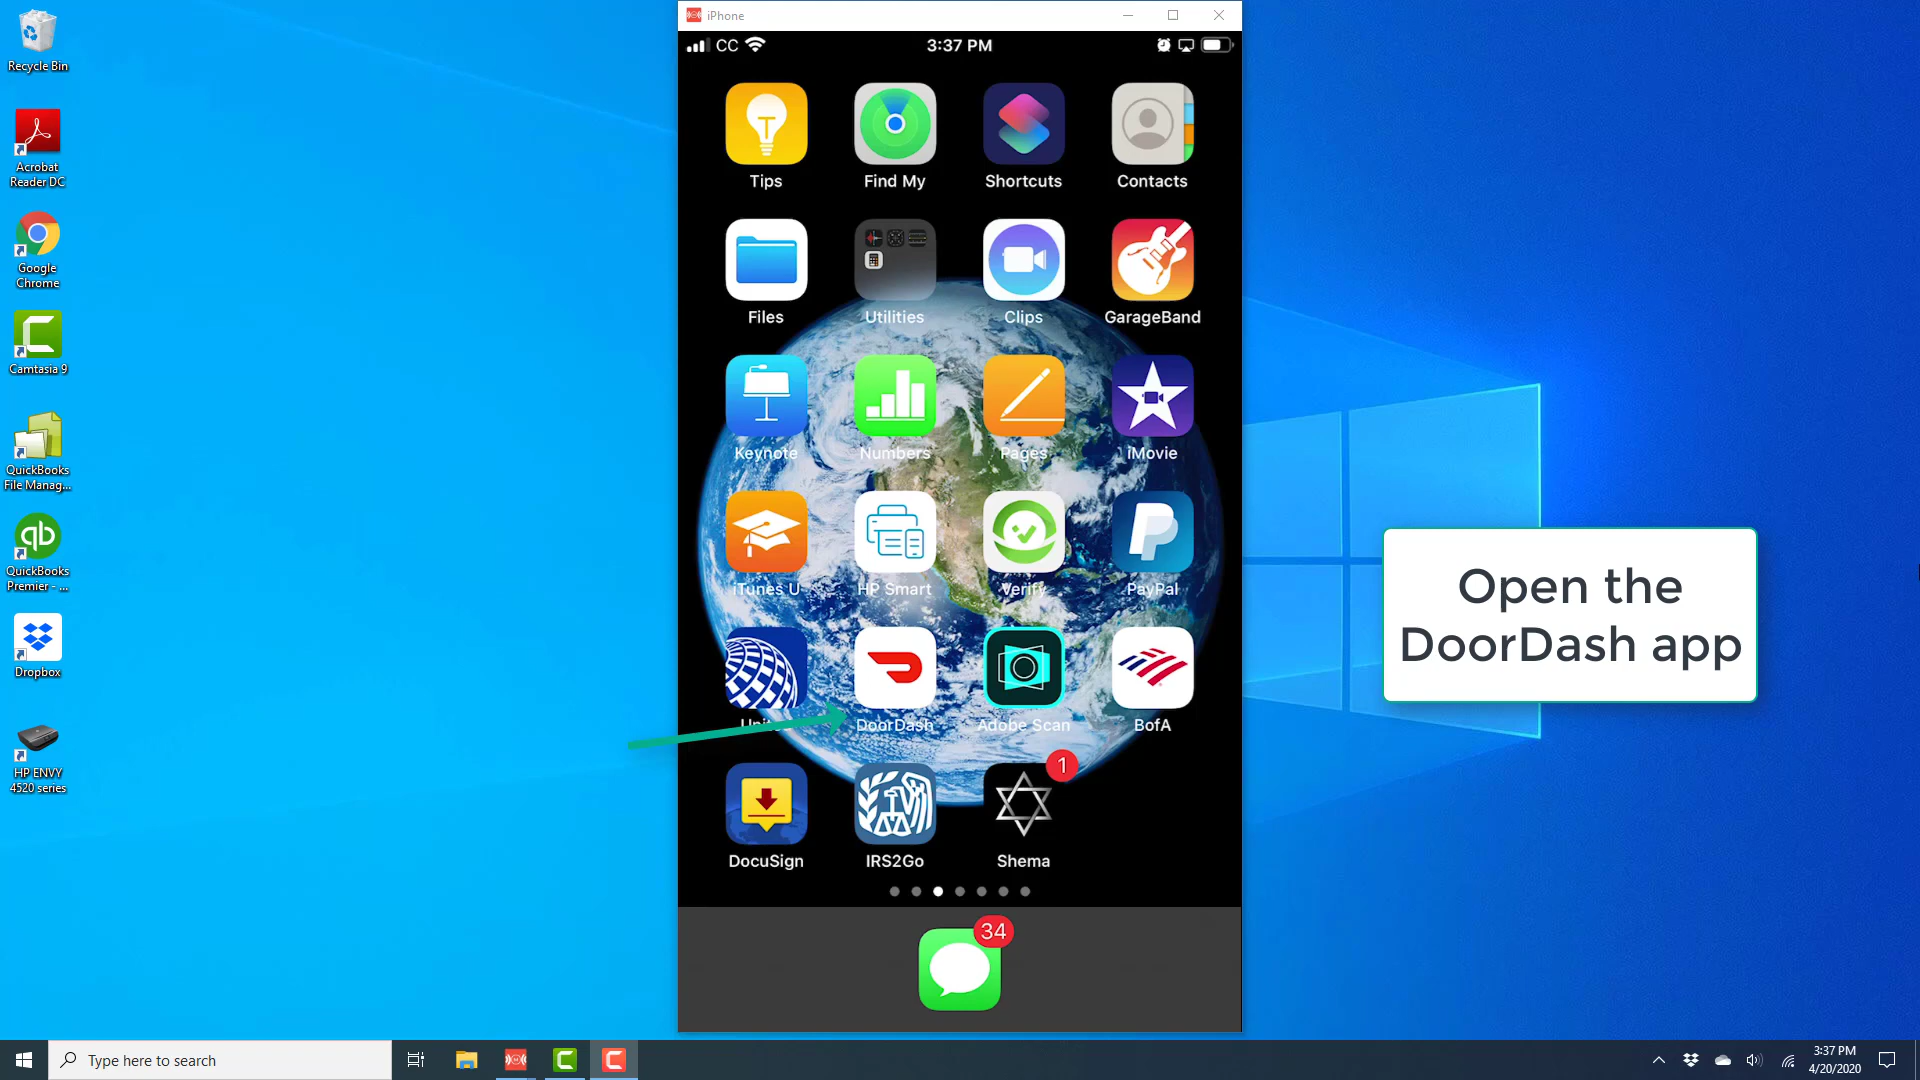 iPhone
CC
3:37 PM
Recycle Bin
Acrobat
Reader DC
Google
Chrome
Camtasia 9
QuickBooks
File Manag...
QuickBooks
Premier - ...
Dropbox
HP ENVY
4520 series
Tips
Find My
Shortcuts
Contacts
Files
Utilities
Clips
GarageBand
Keynote
Numbers
Pages
iMovie
iTunes U
HP Smart
Verify
PayPal
DoorDash
Adobe Scan
BofA
1
DocuSign
IRS2Go
Shema
34
Open the
DoorDash app
Type here to search
3:37 PM
4/20/2020